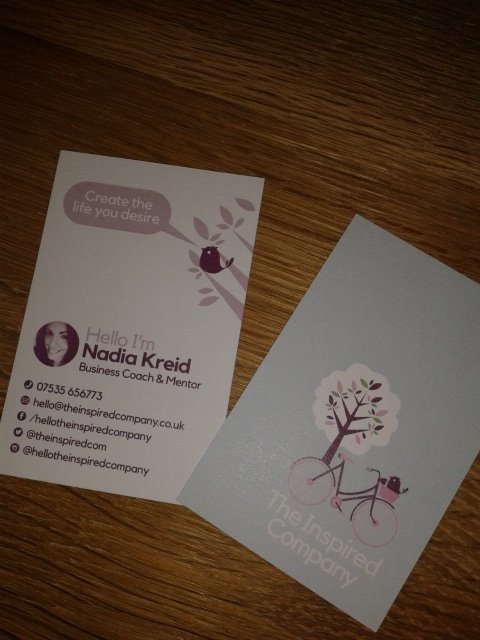 Create the
life you desire
Hello I'm
Nadia Kreid
Business Coach & Mentor
07535 656773
hello@theinspiredcompany.co.uk
/hellotheinspiredcompany
@theinspiredcom
@hellotheinspiredcompany
The Inspired
Company